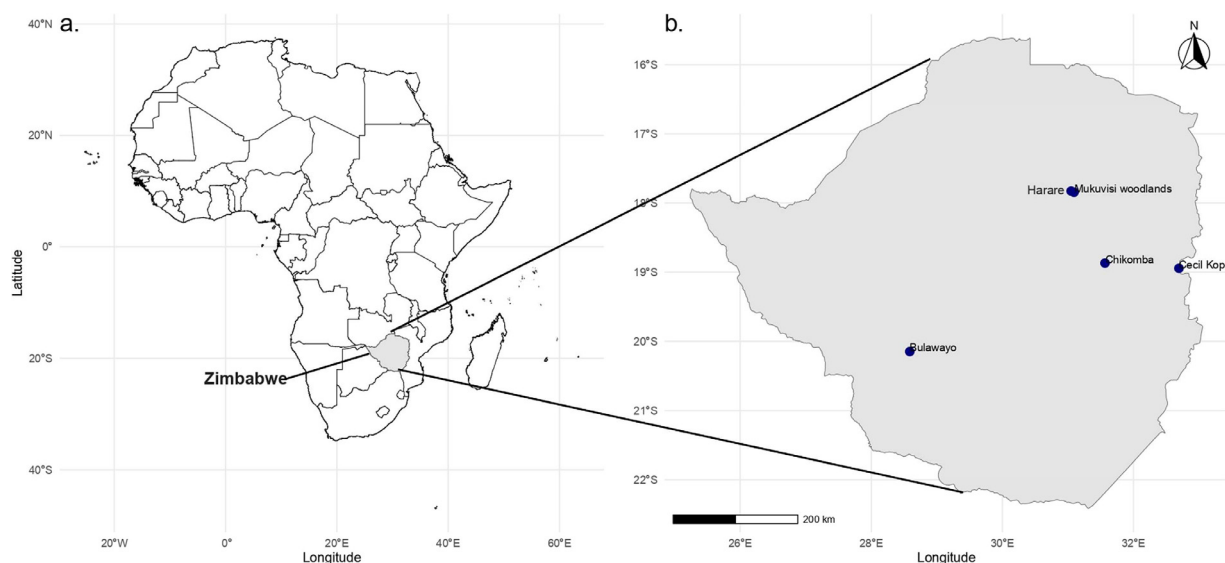 a.
40°N
20°N
0°
20°S
40°S
Latitude
Zimbabwe
20°W
0°
20°E
40°E
60°E
Longitude
b.
N
16°S
17°S
18°S
19°S
20°S
21°S
22°S
Harare
Mukuvisi woodlands
Chikomba
Cecil Kop
Bulawayo
200 km
26°E
28°E
30°E
32°E
Longitude